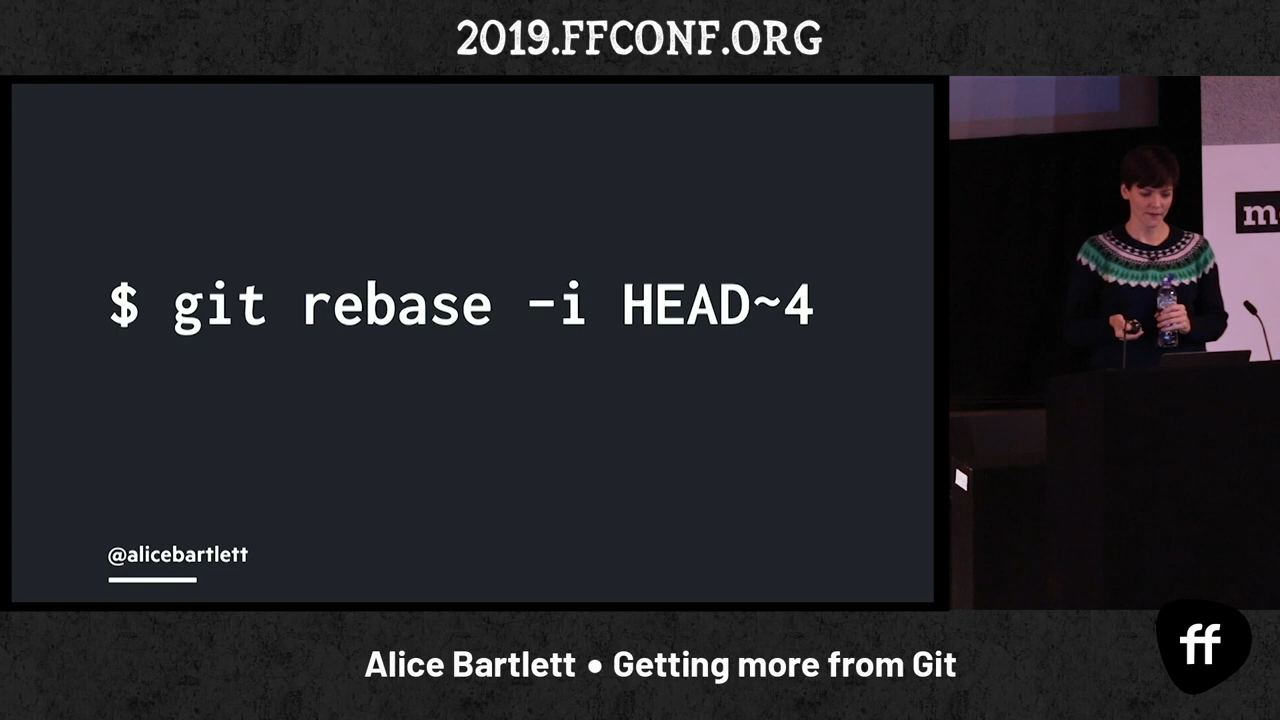 2019.FFCONF.ORG
$ git rebase -i HEAD~4
@alicebartlett
m
Alice Bartlett • Getting more from Git
ff